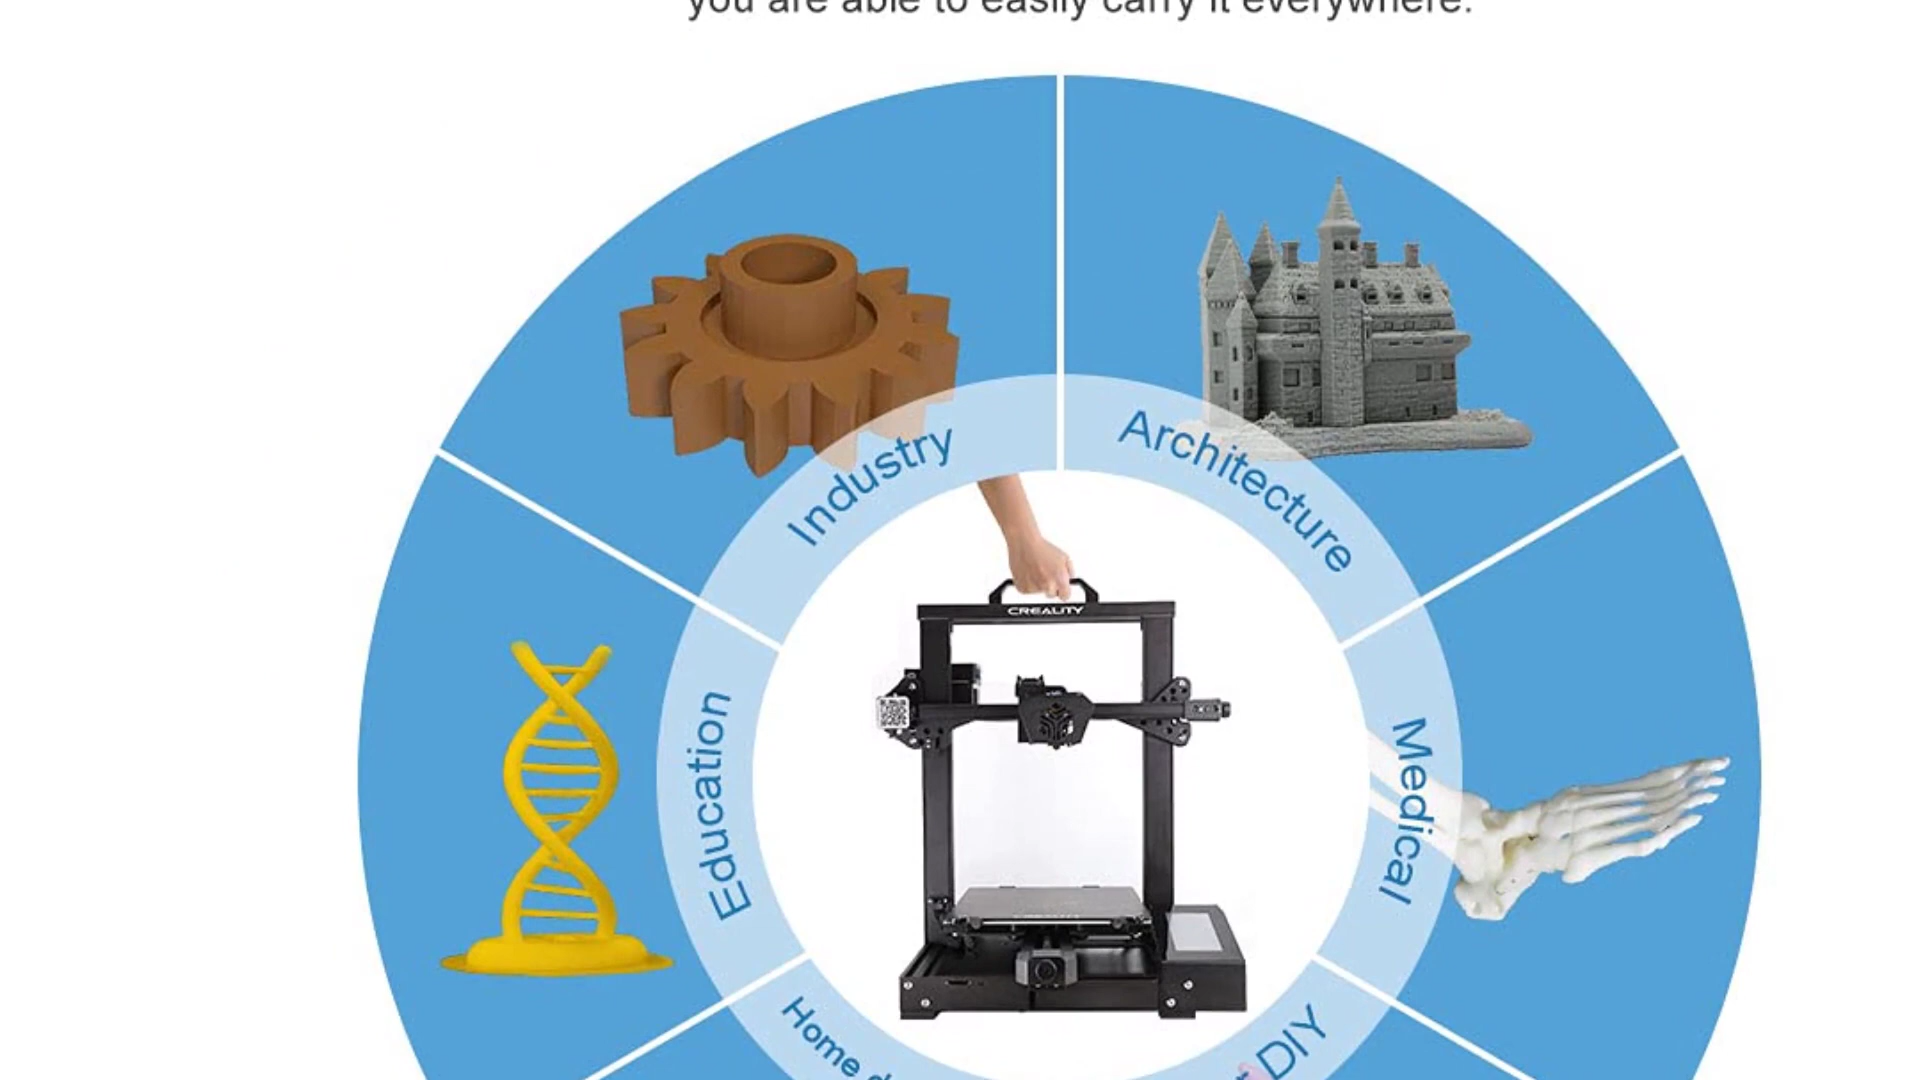 you are able to easily carry it everywhere.
Industry
Architecture
CREALITY
Education
Medical
Home
DIY